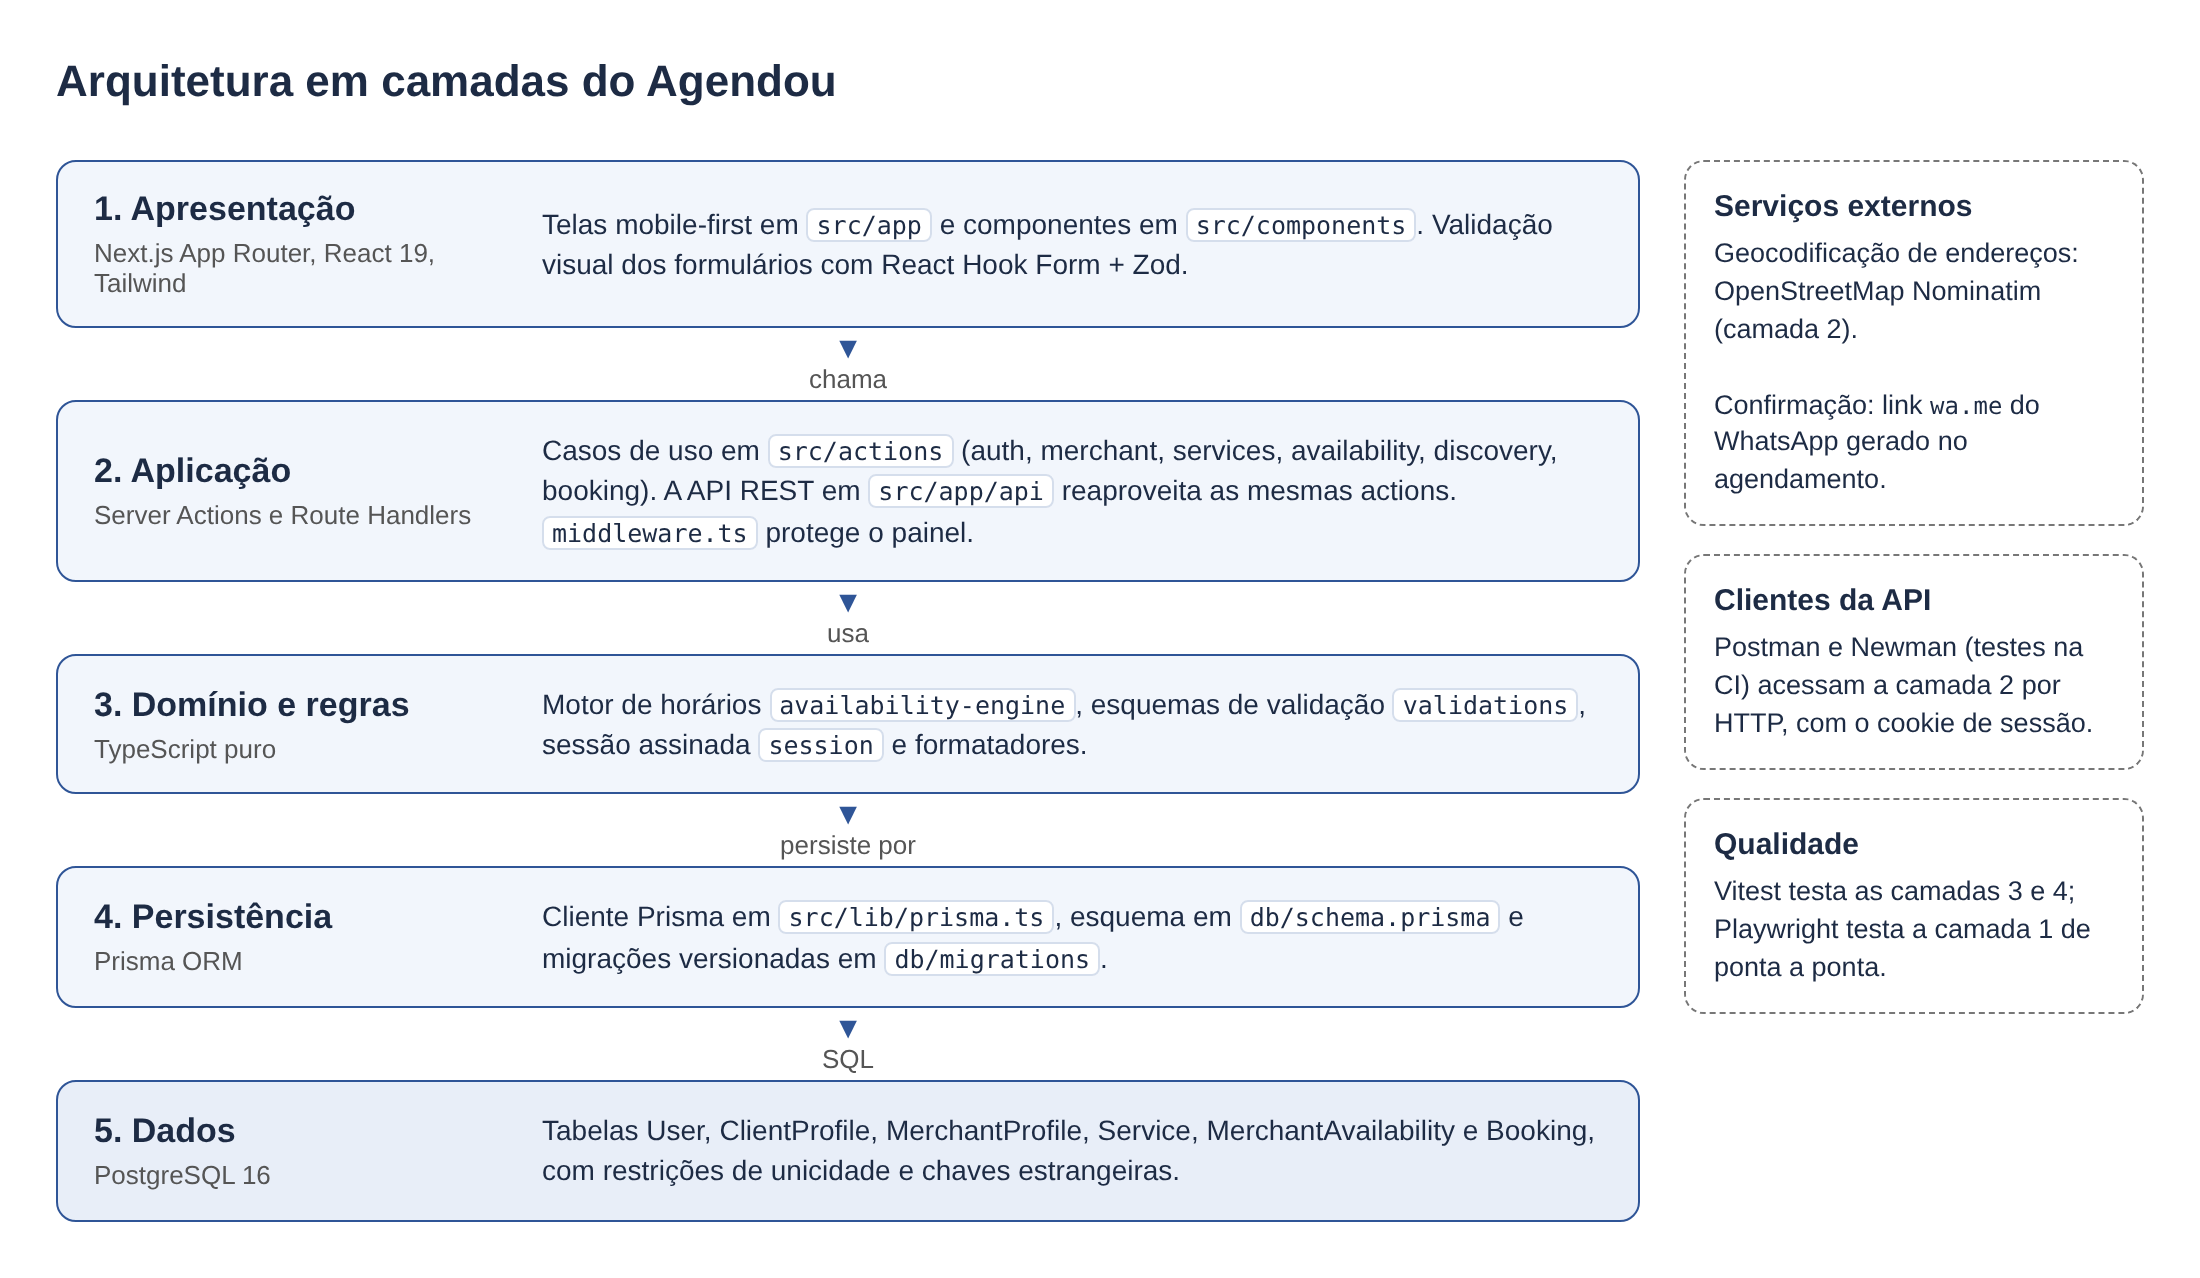 Arquitetura em camadas do Agendou
1. Apresentação
Next.js App Router, React 19,
Tailwind
Telas mobile-first em src/app e componentes em src/components. Validação
visual dos formulários com React Hook Form + Zod.
▼
chama
2. Aplicação
Server Actions e Route Handlers
Casos de uso em src/actions (auth, merchant, services, availability, discovery,
booking). A API REST em src/app/api reaproveita as mesmas actions.
middleware.ts protege o painel.
▼
usa
3. Domínio e regras
TypeScript puro
Motor de horários availability-engine, esquemas de validação validations,
sessão assinada session e formatadores.
▼
persiste por
4. Persistência
Prisma ORM
Cliente Prisma em src/lib/prisma.ts, esquema em db/schema.prisma e
migrações versionadas em db/migrations.
▼
SQL
5. Dados
PostgreSQL 16
Tabelas User, ClientProfile, MerchantProfile, Service, MerchantAvailability e Booking,
com restrições de unicidade e chaves estrangeiras.
Serviços externos
Geocodificação de endereços:
OpenStreetMap Nominatim
(camada 2).
Confirmação: link wa.me do
WhatsApp gerado no
agendamento.
Clientes da API
Postman e Newman (testes na
CI) acessam a camada 2 por
HTTP, com o cookie de sessão.
Qualidade
Vitest testa as camadas 3 e 4;
Playwright testa a camada 1 de
ponta a ponta.